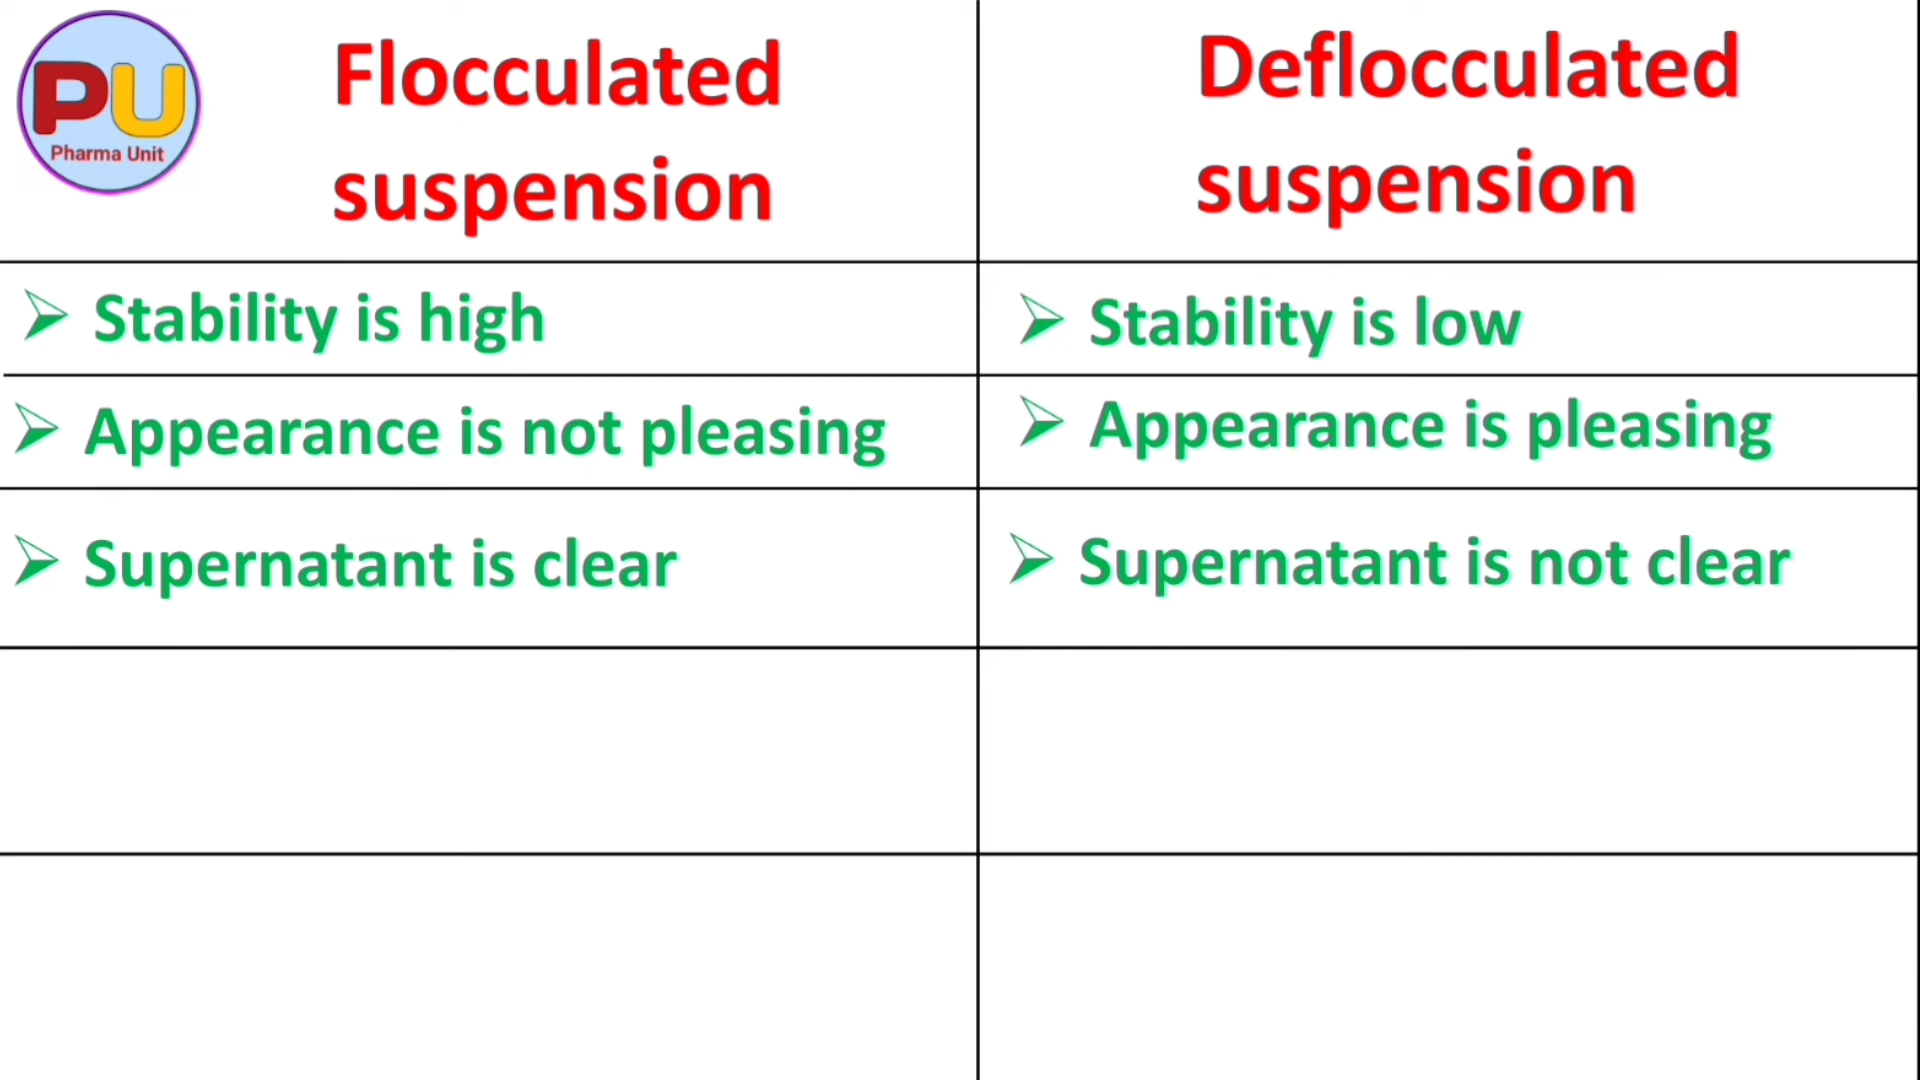 PU
Pharma Unit
Flocculated
suspension
Deflocculated
suspension
➢ Stability is high
➢ Stability is low
➢ Appearance is not pleasing
➢ Appearance is pleasing
➢ Supernatant is clear
➢ Supernatant is not clear